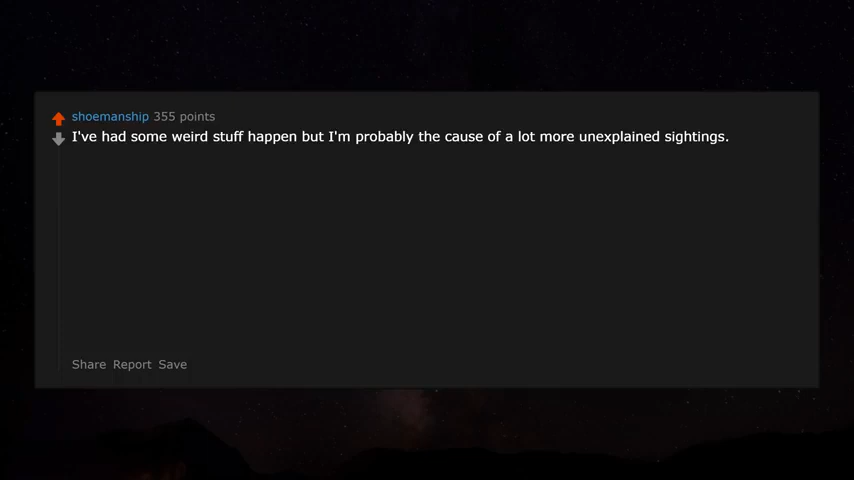 shoemanship 355 points
I've had some weird stuff happen but I'm probably the cause of a lot more unexplained sightings.
Share Report Save